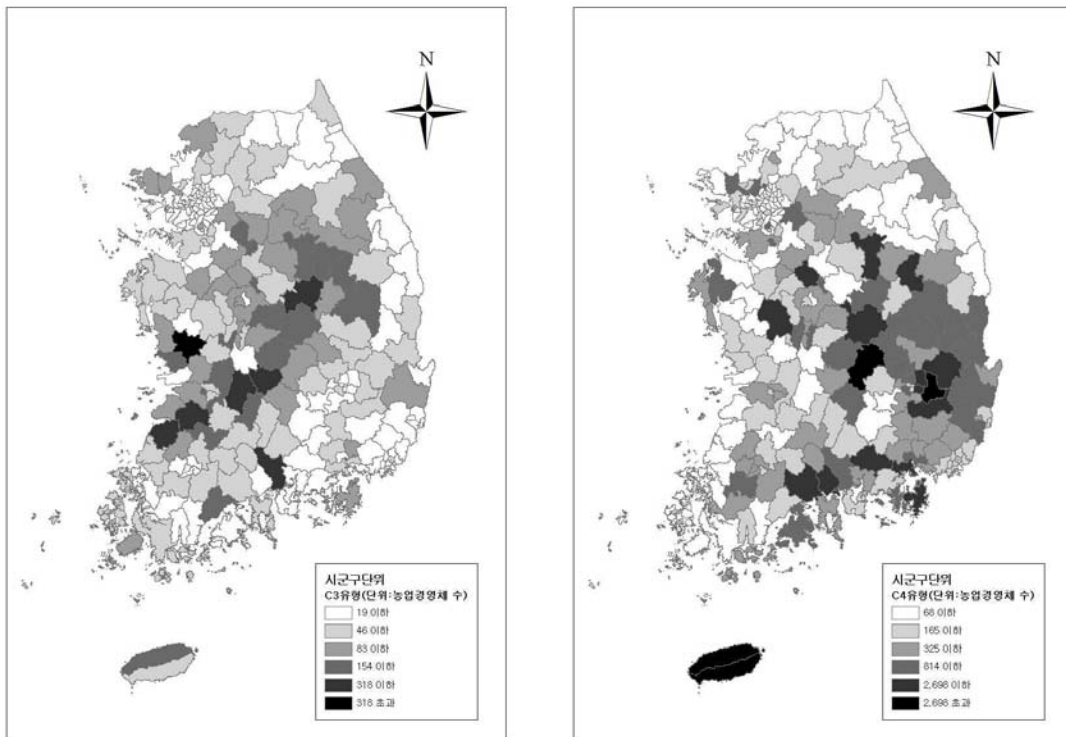 N
시군구단위
C3유형(단위:농업경영체 수)
19 이하
46 이하
83 이하
154 이하
318 이하
318 초과
N
시군구단위
C4유형(단위:농업경영체 수)
68 이하
165 이하
325 이하
814 이하
2,698 이하
2,698 초과